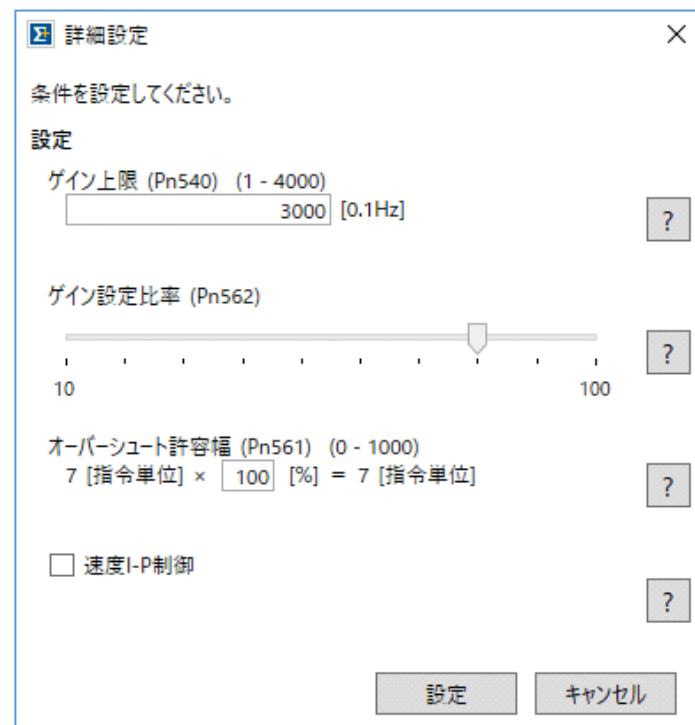 詳細設定
条件を設定してください。
設定
ゲイン上限 (Pn540) (1 - 4000)
3000 [0.1Hz]
?
ゲイン設定比率 (Pn562)
?
10 100
オーバーシュート許容幅 (Pn561) (0 - 1000)
7 [指令単位] × 100 [%] = 7 [指令単位]
?
速度I-P制御
?
設定 キャンセル